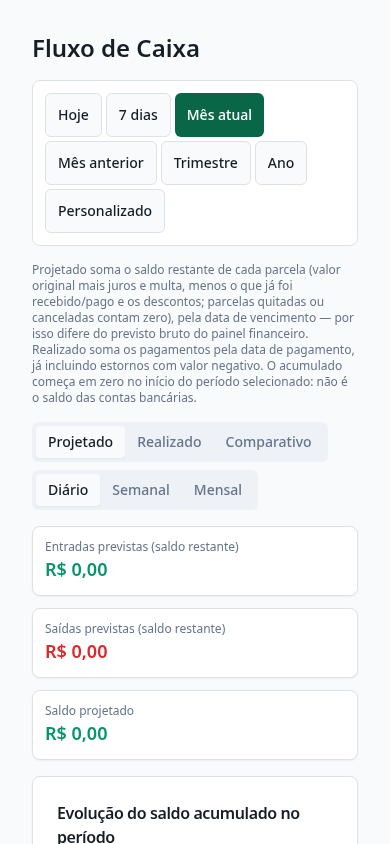 Fluxo de Caixa
Hoje
7 dias
Mês atual
Mês anterior
Trimestre
Ano
Personalizado
Projetado soma o saldo restante de cada parcela (valor
original mais juros e multa, menos o que já foi
recebido/pago e os descontos; parcelas quitadas ou
canceladas contam zero), pela data de vencimento — por
isso difere do previsto bruto do painel financeiro.
Realizado soma os pagamentos pela data de pagamento,
já incluindo estornos com valor negativo. O acumulado
começa em zero no início do período selecionado: não é
o saldo das contas bancárias.
Projetado
Realizado
Comparativo
Diário
Semanal
Mensal
Entradas previstas (saldo restante)
R$ 0,00
Saídas previstas (saldo restante)
R$ 0,00
Saldo projetado
R$ 0,00
Evolução do saldo acumulado no
período